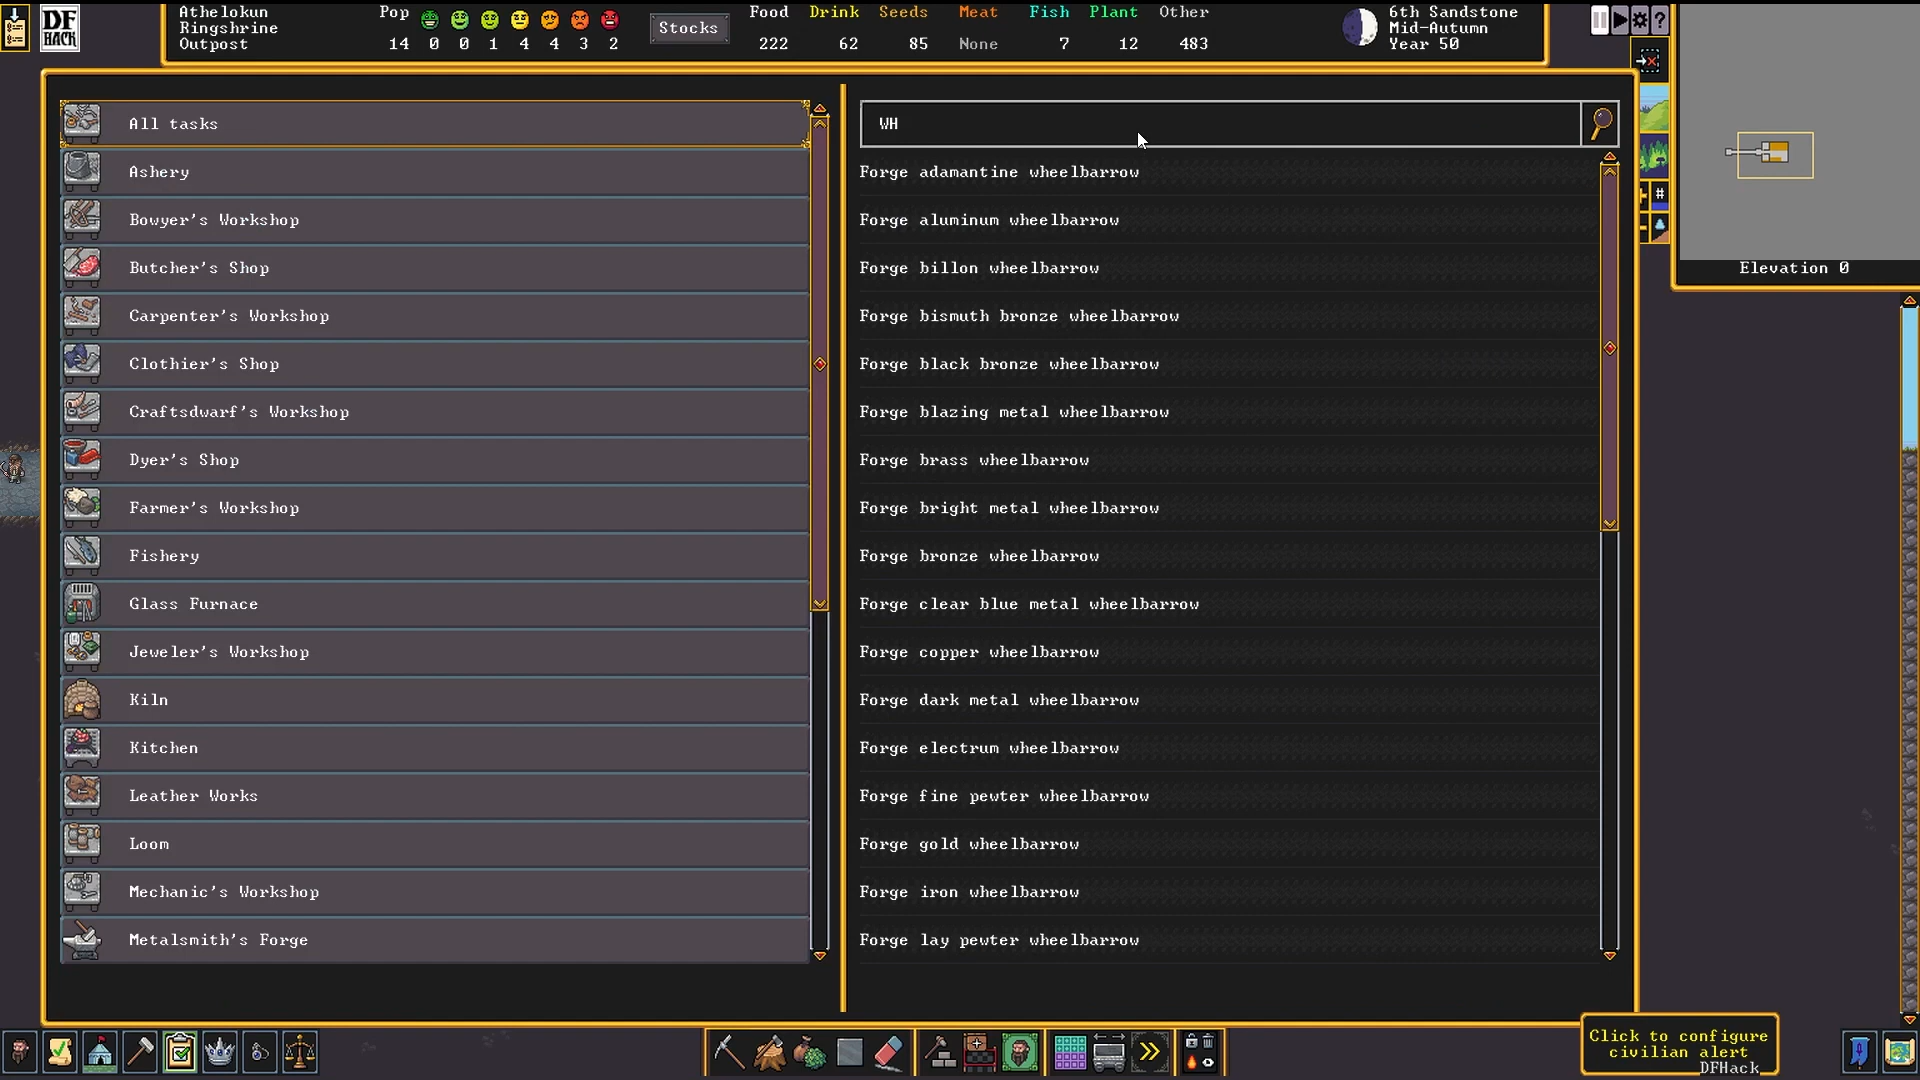 DF
HACK
Athelokun
Ringshrine
Outpost
Pop
14 0 0 1 4 4 3 2
Stocks
Food Drink Seeds Meat Fish Plant Other
222 62 85 None 7 12 483
6th Sandstone
Mid-Autumn
Year 50
?
#
Elevation 0
All tasks
Ashery
Bowyer's Workshop
Butcher's Shop
Carpenter's Workshop
Clothier's Shop
Craftsdwarf's Workshop
Dyer's Shop
Farmer's Workshop
Fishery
Glass Furnace
Jeweler's Workshop
Kiln
Kitchen
Leather Works
Loom
Mechanic's Workshop
Metalsmith's Forge
WH
Forge adamantine wheelbarrow
Forge aluminum wheelbarrow
Forge billon wheelbarrow
Forge bismuth bronze wheelbarrow
Forge black bronze wheelbarrow
Forge blazing metal wheelbarrow
Forge brass wheelbarrow
Forge bright metal wheelbarrow
Forge bronze wheelbarrow
Forge clear blue metal wheelbarrow
Forge copper wheelbarrow
Forge dark metal wheelbarrow
Forge electrum wheelbarrow
Forge fine pewter wheelbarrow
Forge gold wheelbarrow
Forge iron wheelbarrow
Forge lay pewter wheelbarrow
Click to configure
civilian alert
DFHack